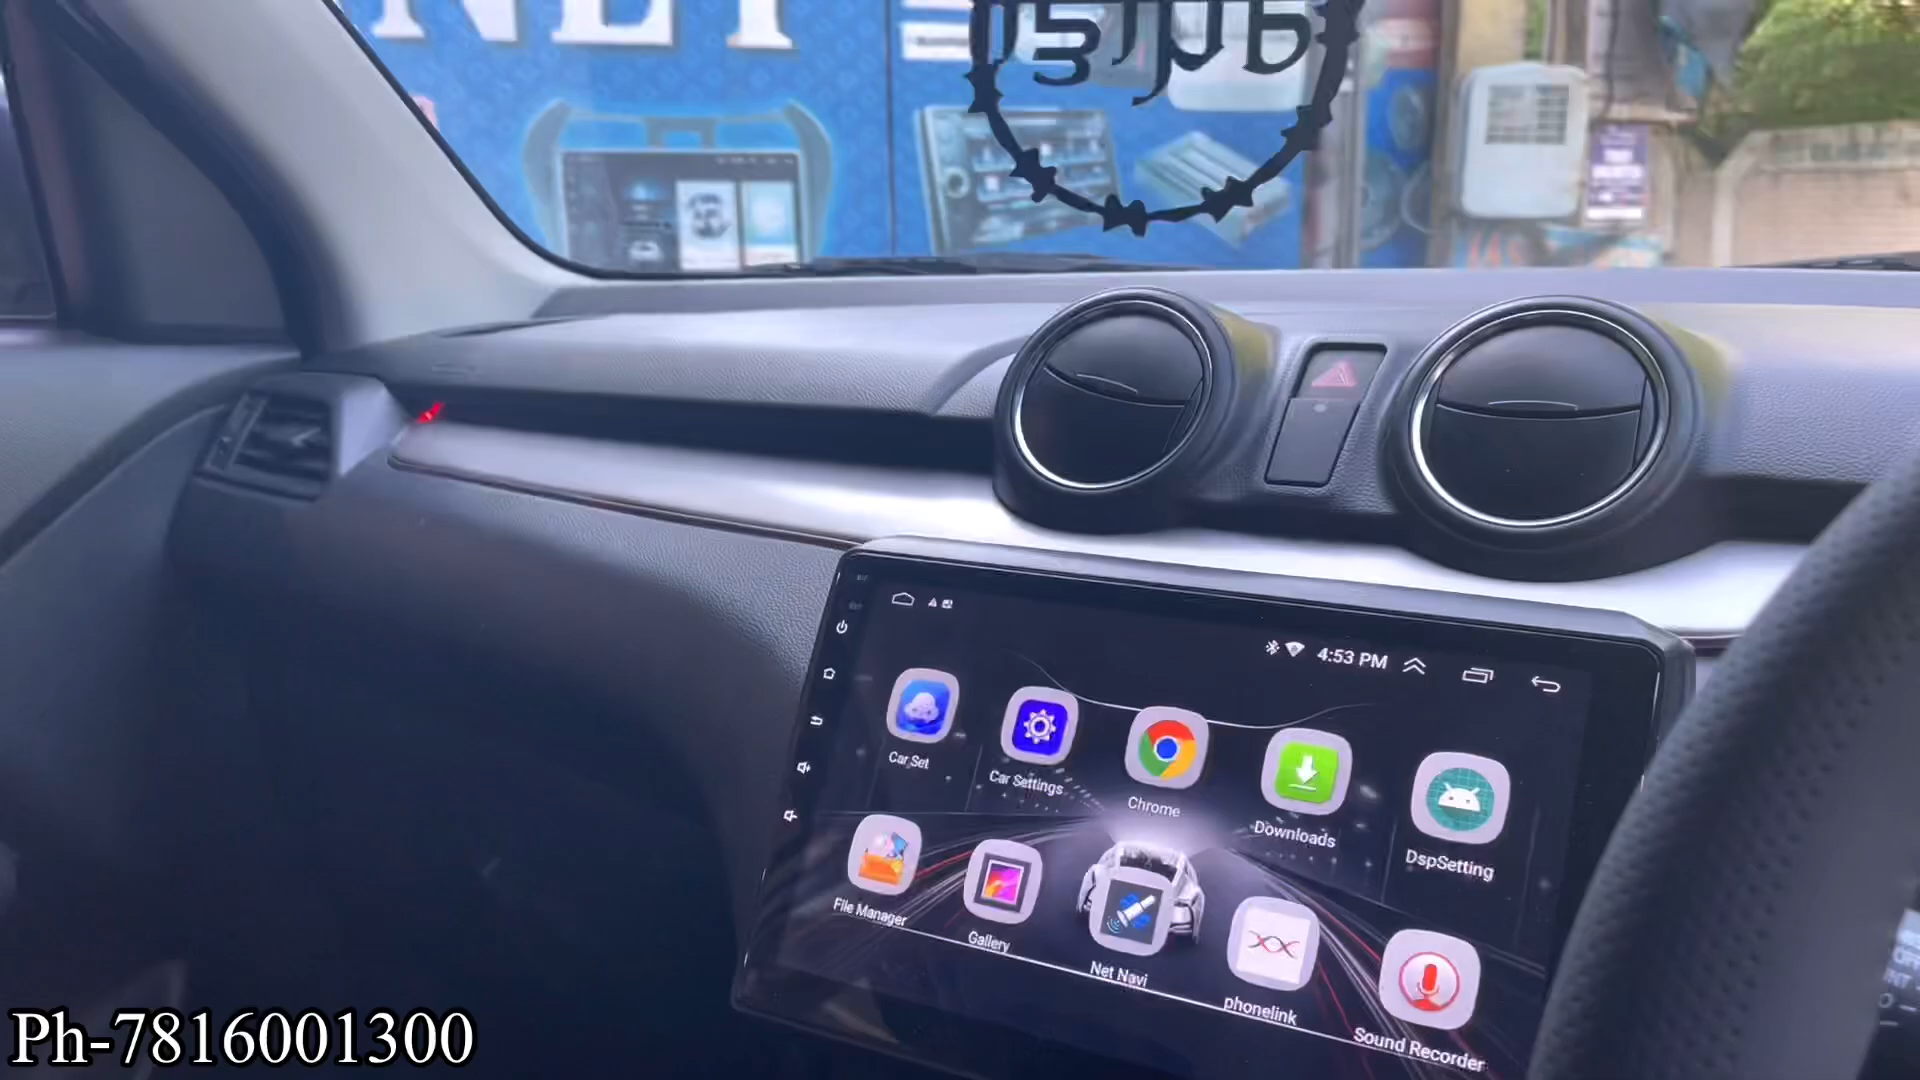 NET
4:53 PM
Car Set
Car Settings
Chrome
Downloads
DspSetting
File Manager
Gallery
Net Navi
phonelink
Sound Recorder
Ph-7816001300